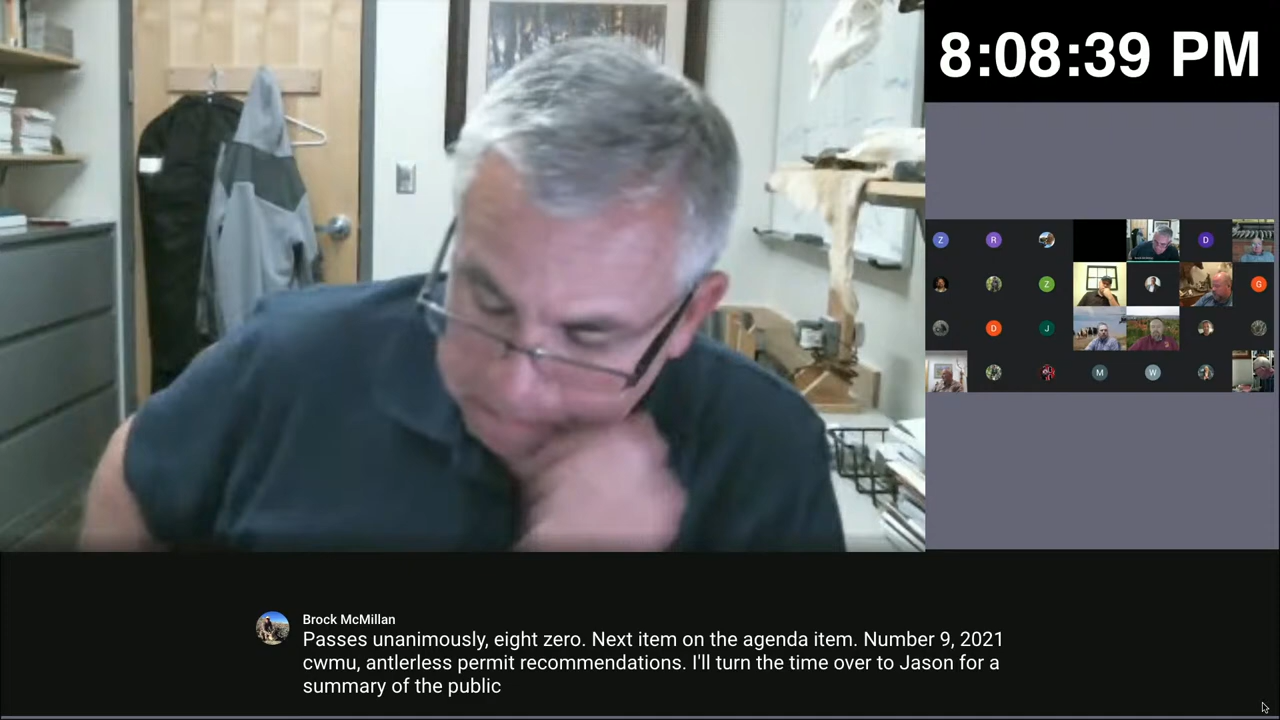 8:08:39 PM
Z
R
D
Z
G
D
J
M
W
Brock McMillan
Passes unanimously, eight zero. Next item on the agenda item. Number 9, 2021
cwmu, antlerless permit recommendations. I'll turn the time over to Jason for a
summary of the public